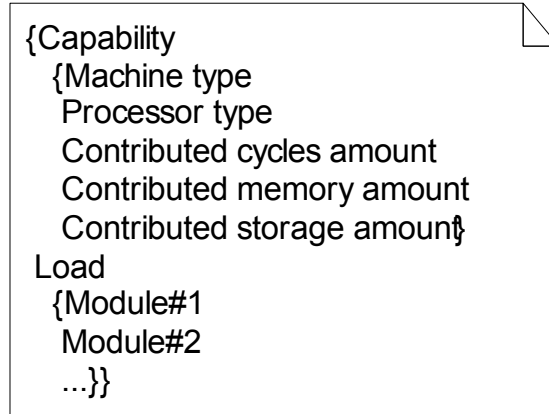 {Capability
{Machine type
Processor type
Contributed cycles amount
Contributed memory amount
Contributed storage amount}
Load
{Module#1
Module#2
...}}